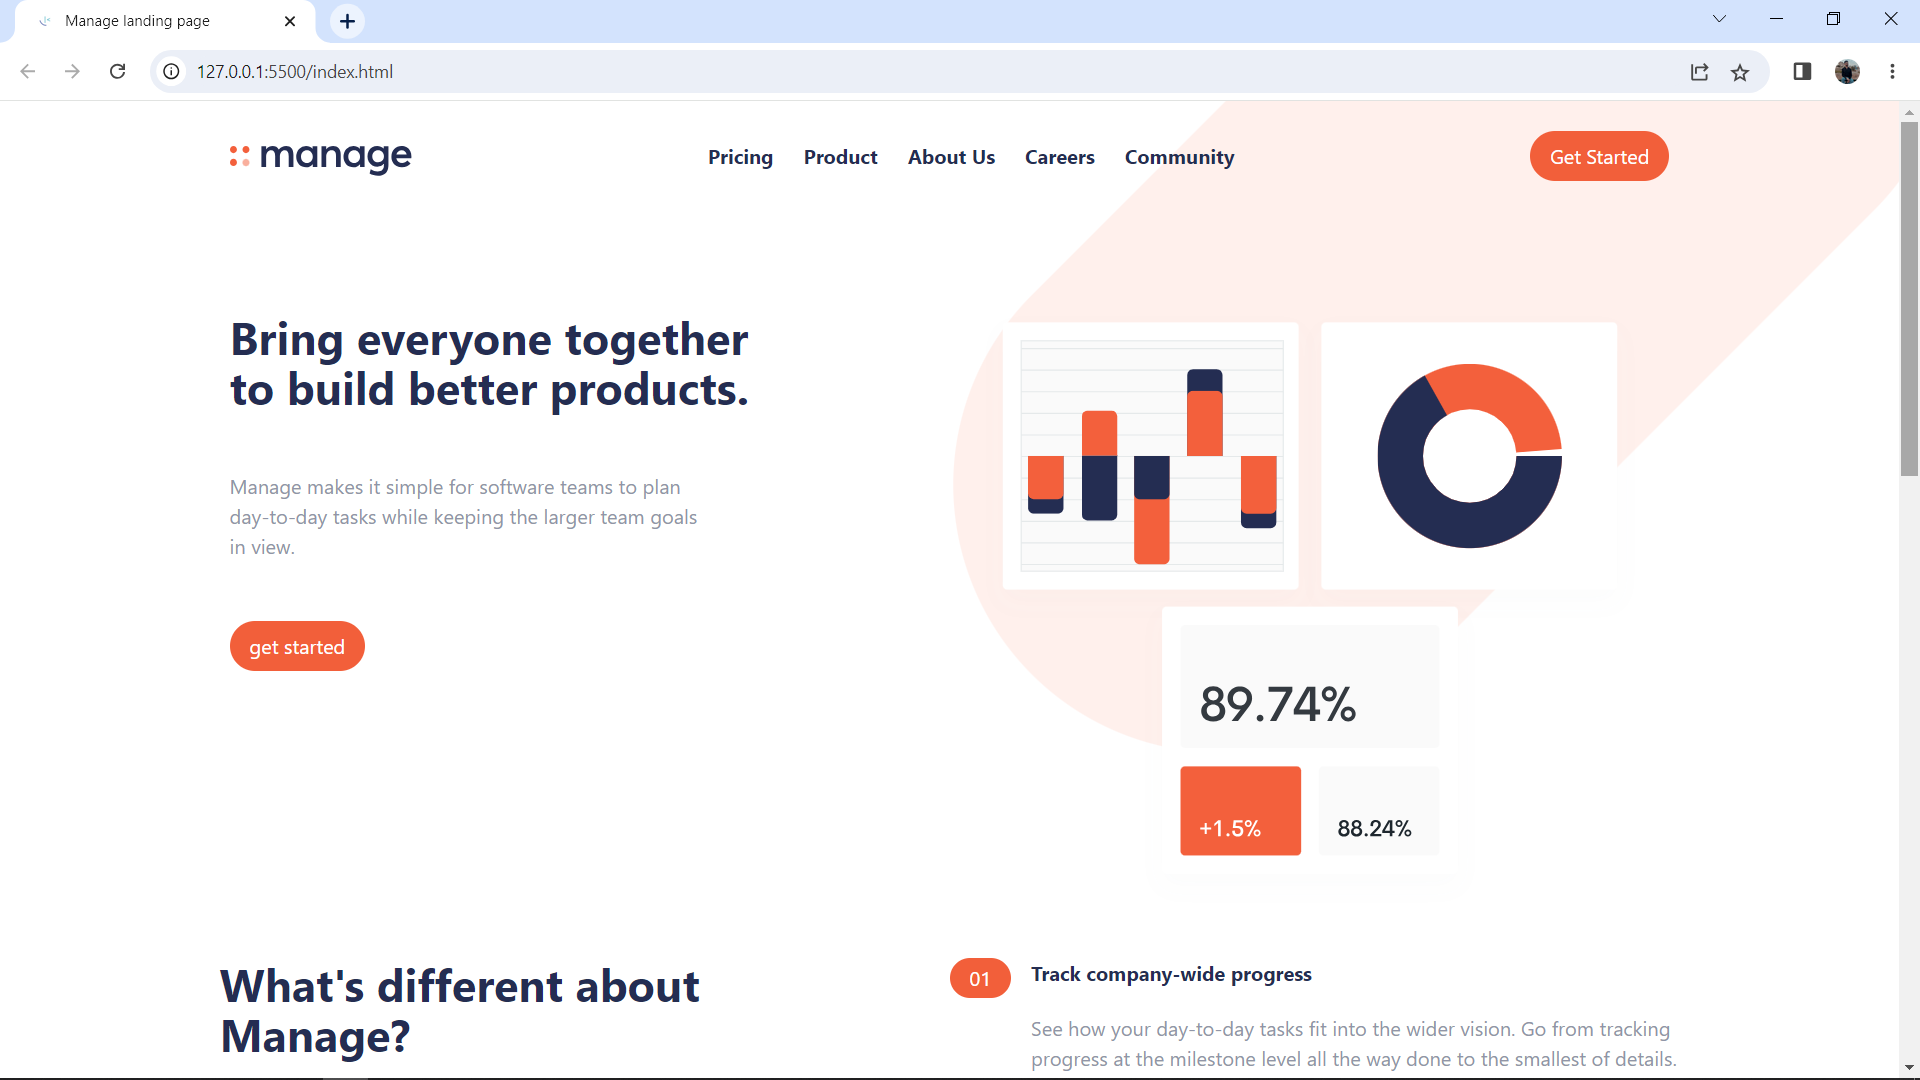 Manage landing page
127.0.0.1:5500/index.html
manage
Pricing Product About Us Careers Community
Get Started
Bring everyone together
to build better products.
Manage makes it simple for software teams to plan
day-to-day tasks while keeping the larger team goals
in view.
get started
89.74%
+1.5%
88.24%
What's different about
Manage?
01
Track company-wide progress
See how your day-to-day tasks fit into the wider vision. Go from tracking
progress at the milestone level all the way done to the smallest of details.